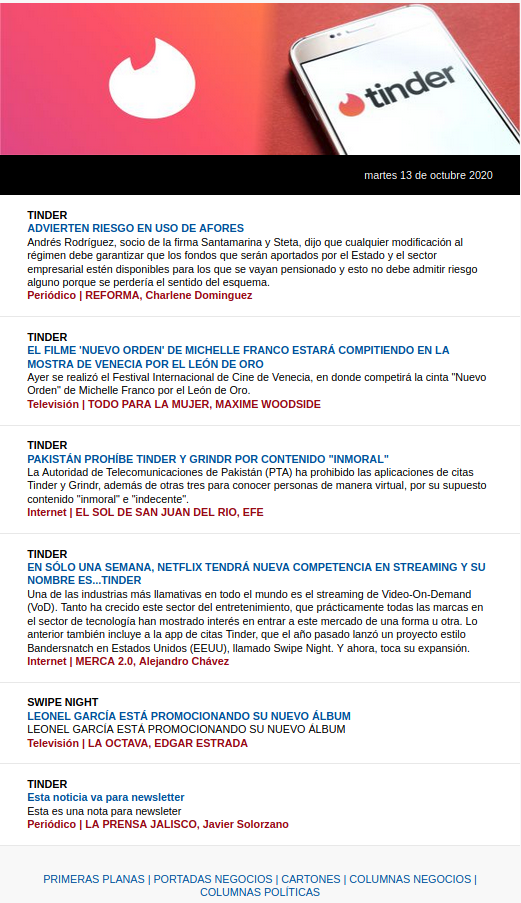 tinder
martes 13 de octubre 2020
TINDER
ADVIERTEN RIESGO EN USO DE AFORES
Andrés Rodríguez, socio de la firma Santamarina y Steta, dijo que cualquier modificación al
régimen debe garantizar que los fondos que serán aportados por el Estado y el sector
empresarial estén disponibles para los que se vayan pensionado y esto no debe admitir riesgo
alguno porque se perdería el sentido del esquema.
Periódico | REFORMA, Charlene Dominguez
TINDER
EL FILME 'NUEVO ORDEN' DE MICHELLE FRANCO ESTARÁ COMPITIENDO EN LA
MOSTRA DE VENECIA POR EL LEÓN DE ORO
Ayer se realizó el Festival Internacional de Cine de Venecia, en donde competirá la cinta "Nuevo
Orden" de Michelle Franco por el León de Oro.
Televisión | TODO PARA LA MUJER, MAXIME WOODSIDE
TINDER
PAKISTÁN PROHÍBE TINDER Y GRINDR POR CONTENIDO "INMORAL"
La Autoridad de Telecomunicaciones de Pakistán (PTA) ha prohibido las aplicaciones de citas
Tinder y Grindr, además de otras tres para conocer personas de manera virtual, por su supuesto
contenido "inmoral" e "indecente".
Internet | EL SOL DE SAN JUAN DEL RIO, EFE
TINDER
EN SÓLO UNA SEMANA, NETFLIX TENDRÁ NUEVA COMPETENCIA EN STREAMING Y SU
NOMBRE ES...TINDER
Una de las industrias más llamativas en todo el mundo es el streaming de Video-On-Demand
(VoD). Tanto ha crecido este sector del entretenimiento, que prácticamente todas las marcas en
el sector de tecnología han mostrado interés en entrar a este mercado de una forma u otra. Lo
anterior también incluye a la app de citas Tinder, que el año pasado lanzó un proyecto estilo
Bandersnatch en Estados Unidos (EEUU), llamado Swipe Night. Y ahora, toca su expansión.
Internet | MERCA 2.0, Alejandro Chávez
SWIPE NIGHT
LEONEL GARCÍA ESTÁ PROMOCIONANDO SU NUEVO ÁLBUM
LEONEL GARCÍA ESTÁ PROMOCIONANDO SU NUEVO ÁLBUM
Televisión | LA OCTAVA, EDGAR ESTRADA
TINDER
Esta noticia va para newsletter
Esta es una nota para newsleter
Periódico | LA PRENSA JALISCO, Javier Solorzano
PRIMERAS PLANAS | PORTADAS NEGOCIOS | CARTONES | COLUMNAS NEGOCIOS |
COLUMNAS POLÍTICAS